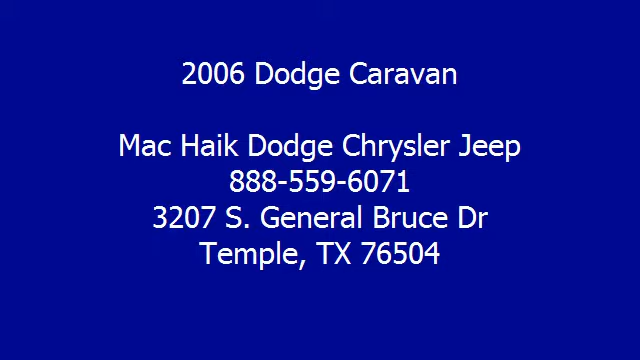 2006 Dodge Caravan
Mac Haik Dodge Chrysler Jeep
888-559-6071
3207 S. General Bruce Dr
Temple, TX 76504